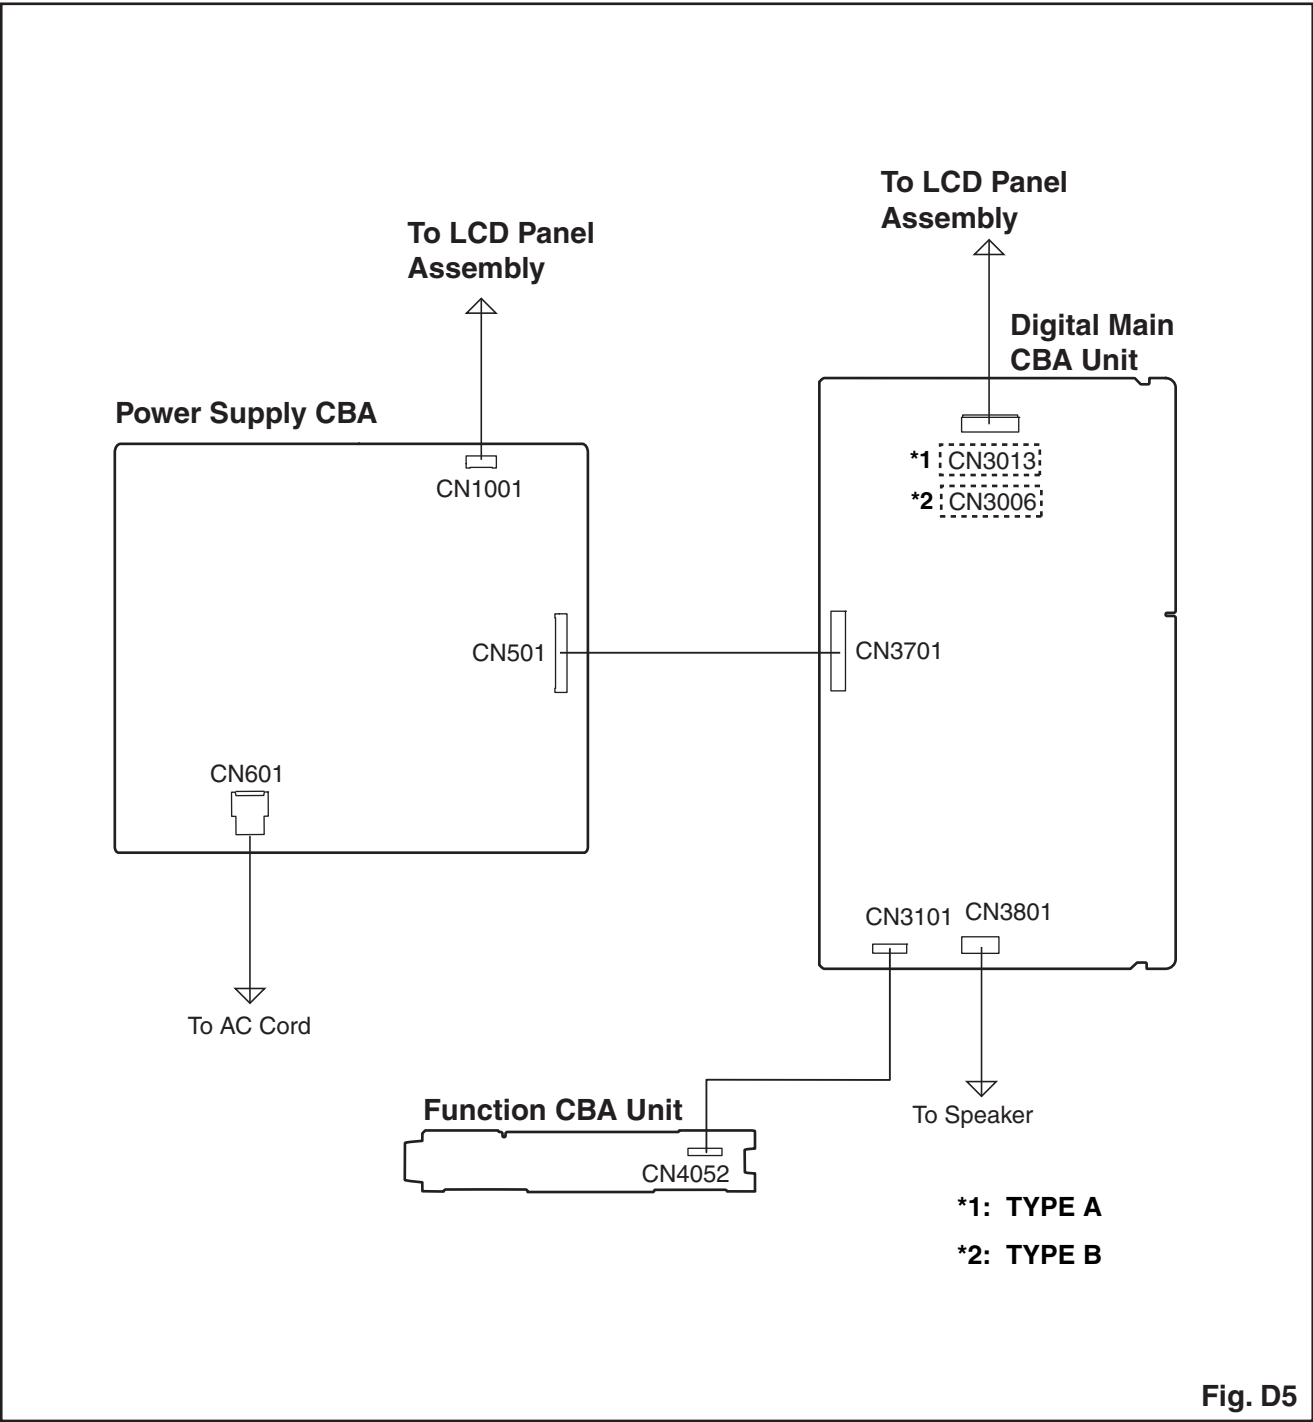 To LCD Panel
Assembly
To LCD Panel
Assembly
Digital Main
CBA Unit
Power Supply CBA
CN1001
*1 CN3013
*2 CN3006
CN501
CN3701
CN601
CN3101
CN3801
To AC Cord
Function CBA Unit
CN4052
To Speaker
*1: TYPE A
*2: TYPE B
Fig. D5